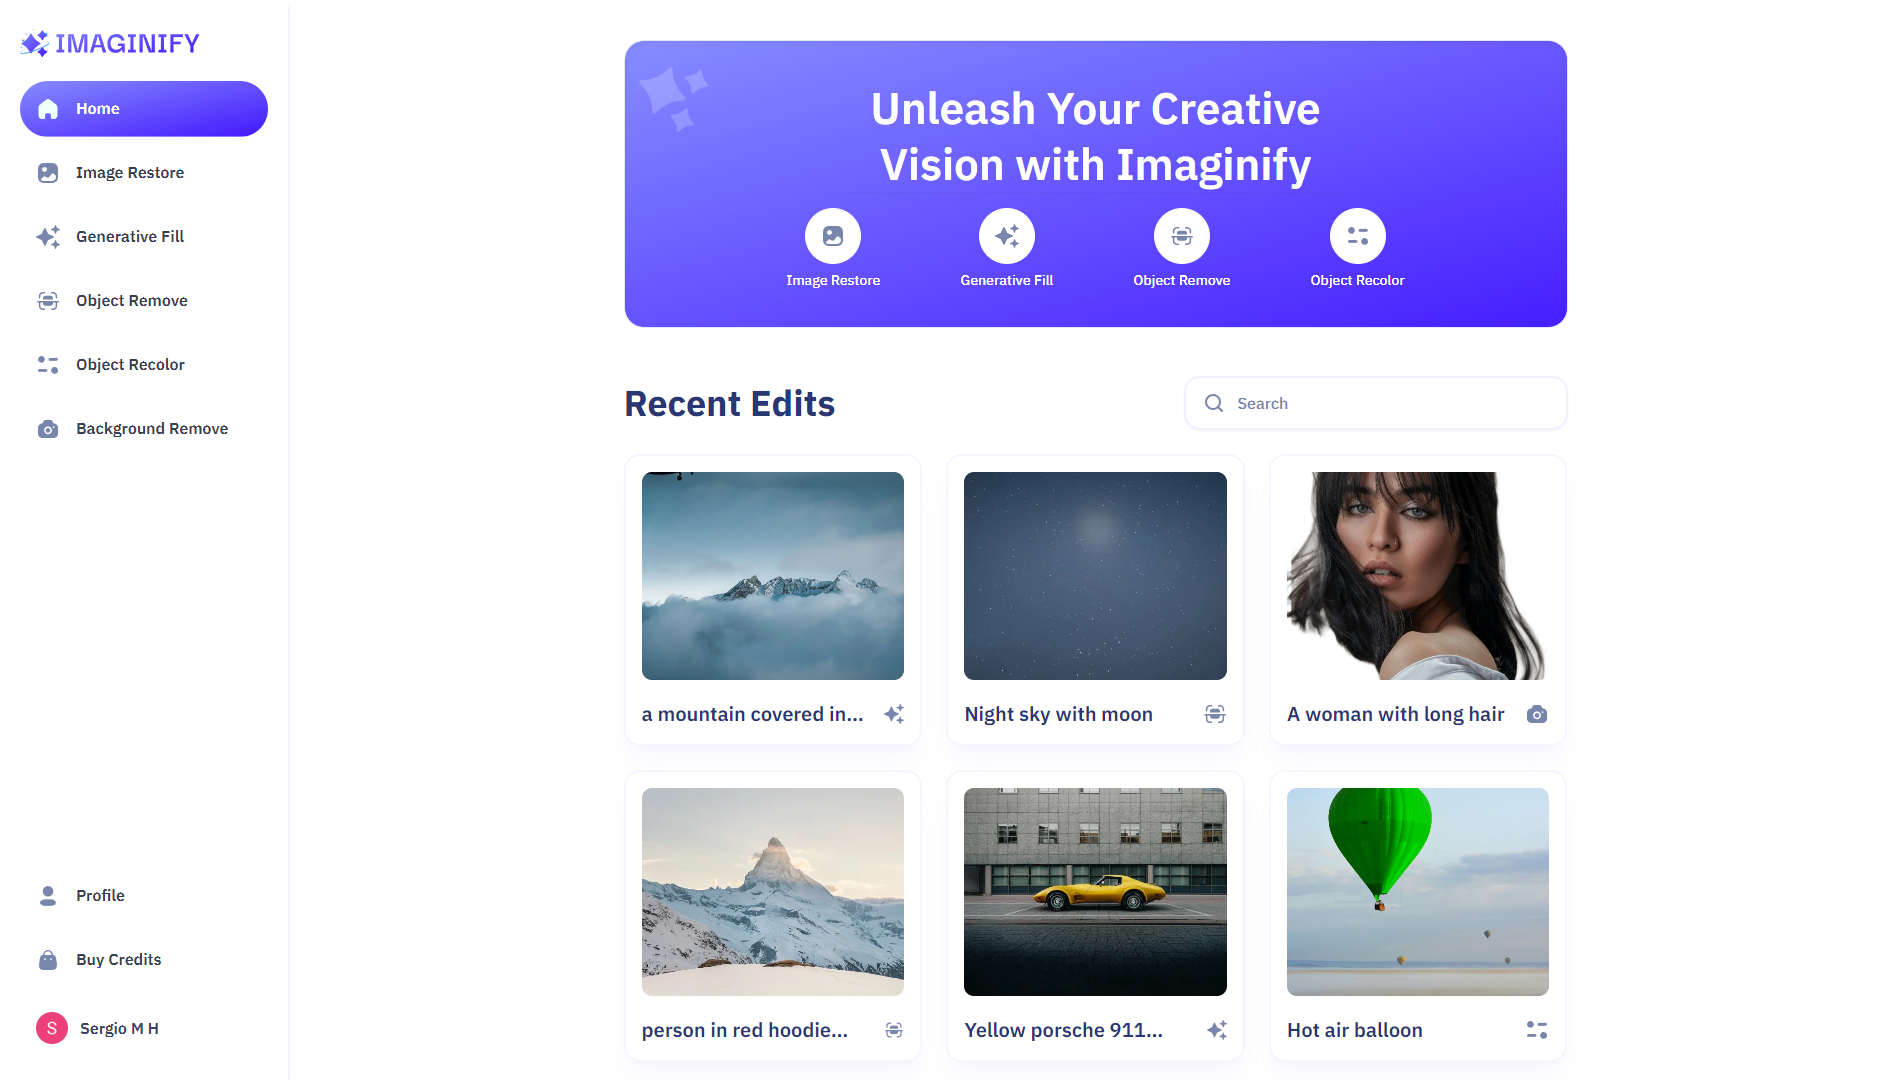 IMAGINIFY
Home
Image Restore
Generative Fill
Object Remove
Object Recolor
Background Remove
Profile
Buy Credits
S
Sergio M H
Unleash Your Creative
Vision with Imaginify
Image Restore
Generative Fill
Object Remove
Object Recolor
Recent Edits
Search
a mountain covered in...
Night sky with moon
A woman with long hair
person in red hoodie...
Yellow porsche 911...
Hot air balloon